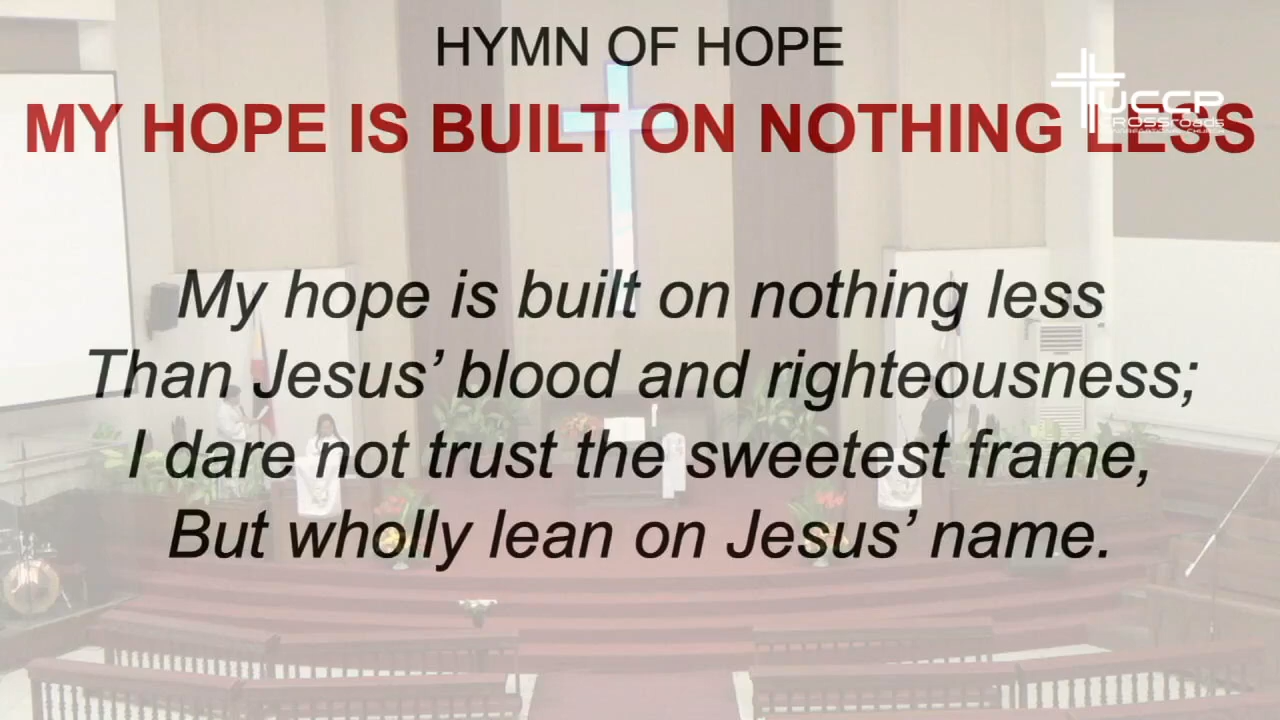 HYMN OF HOPE
MY HOPE IS BUILT ON NOTHING LESS
UCCP
CROSSroads
My hope is built on nothing less
Than Jesus’ blood and righteousness;
I dare not trust the sweetest frame,
But wholly lean on Jesus’ name.